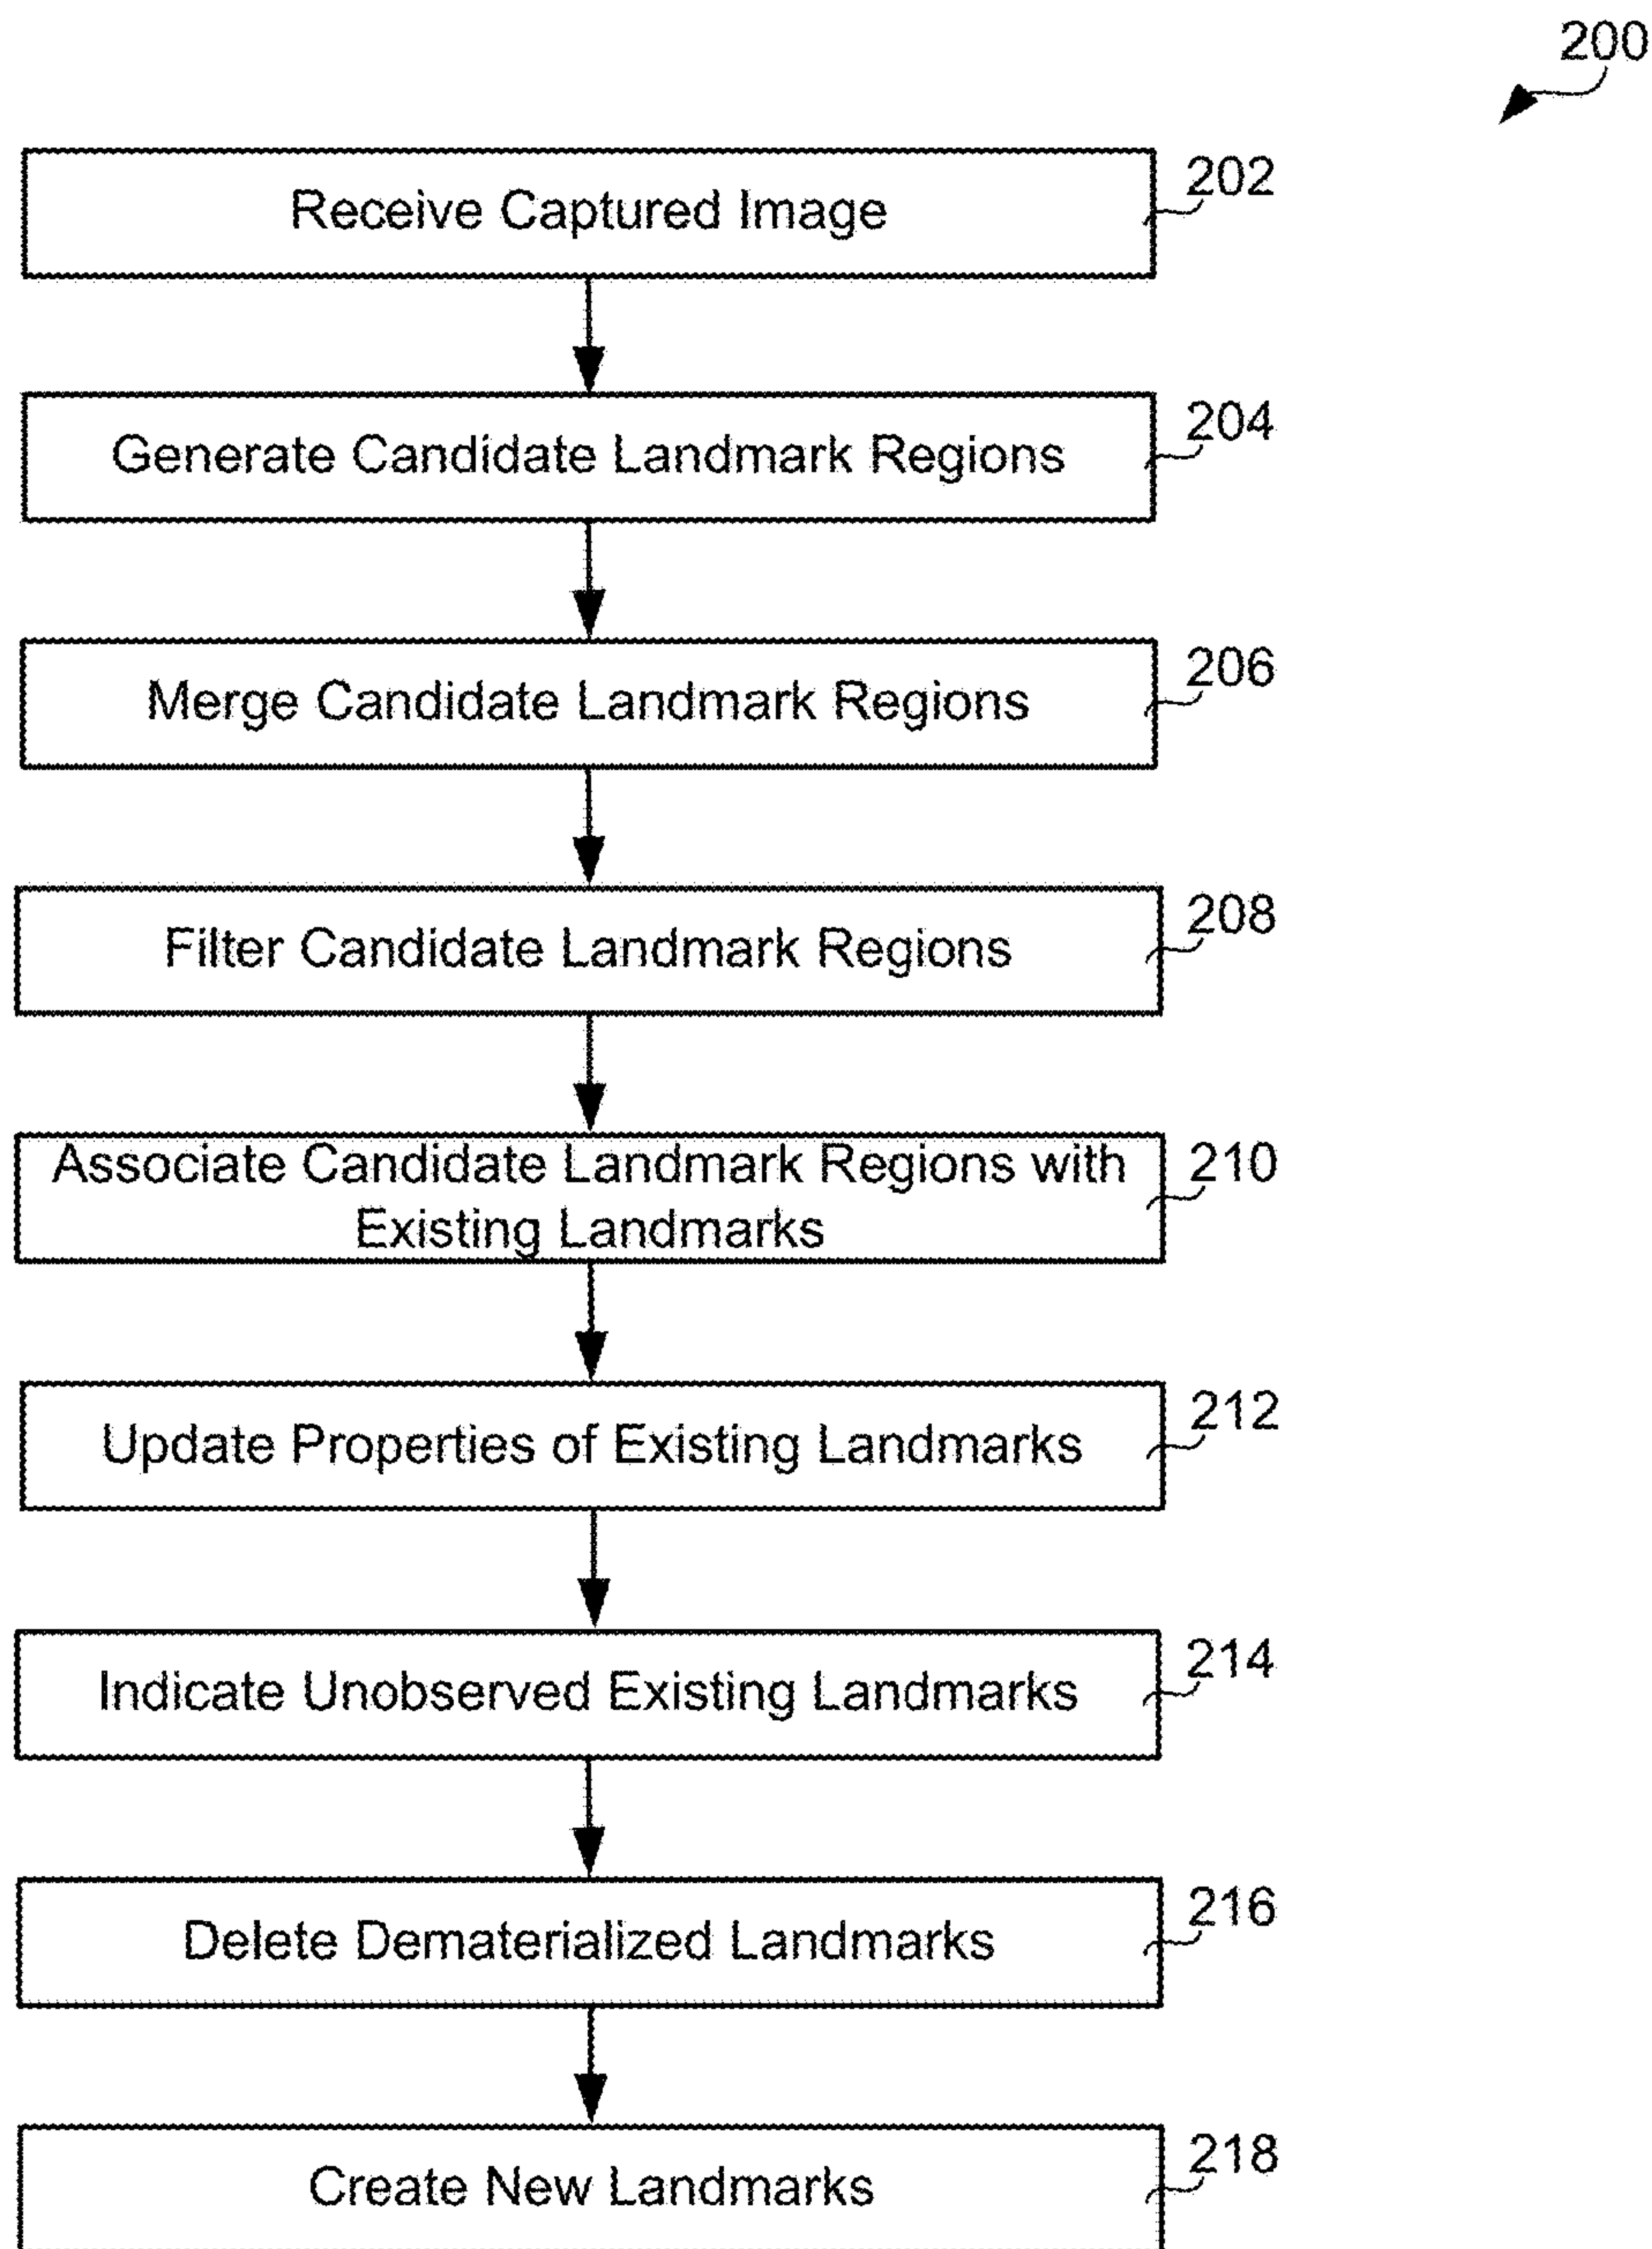 200
Receive Captured Image
202
Generate Candidate Landmark Regions
204
Merge Candidate Landmark Regions
206
Filter Candidate Landmark Regions
208
Associate Candidate Landmark Regions with
Existing Landmarks
210
Update Properties of Existing Landmarks
212
Indicate Unobserved Existing Landmarks
214
Delete Dematerialized Landmarks
216
Create New Landmarks
218